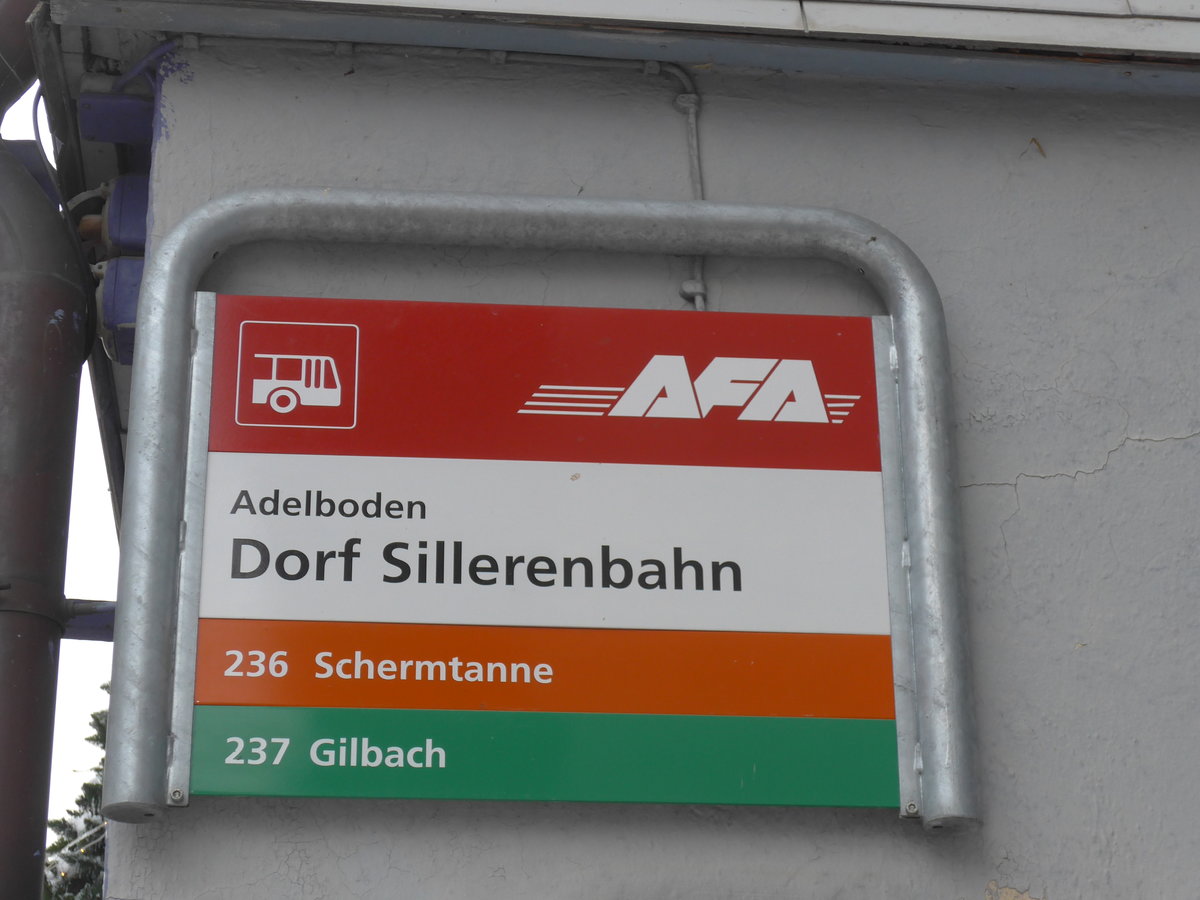 AFA
Adelboden
Dorf Sillerenbahn
236 Schermtanne
237 Gilbach